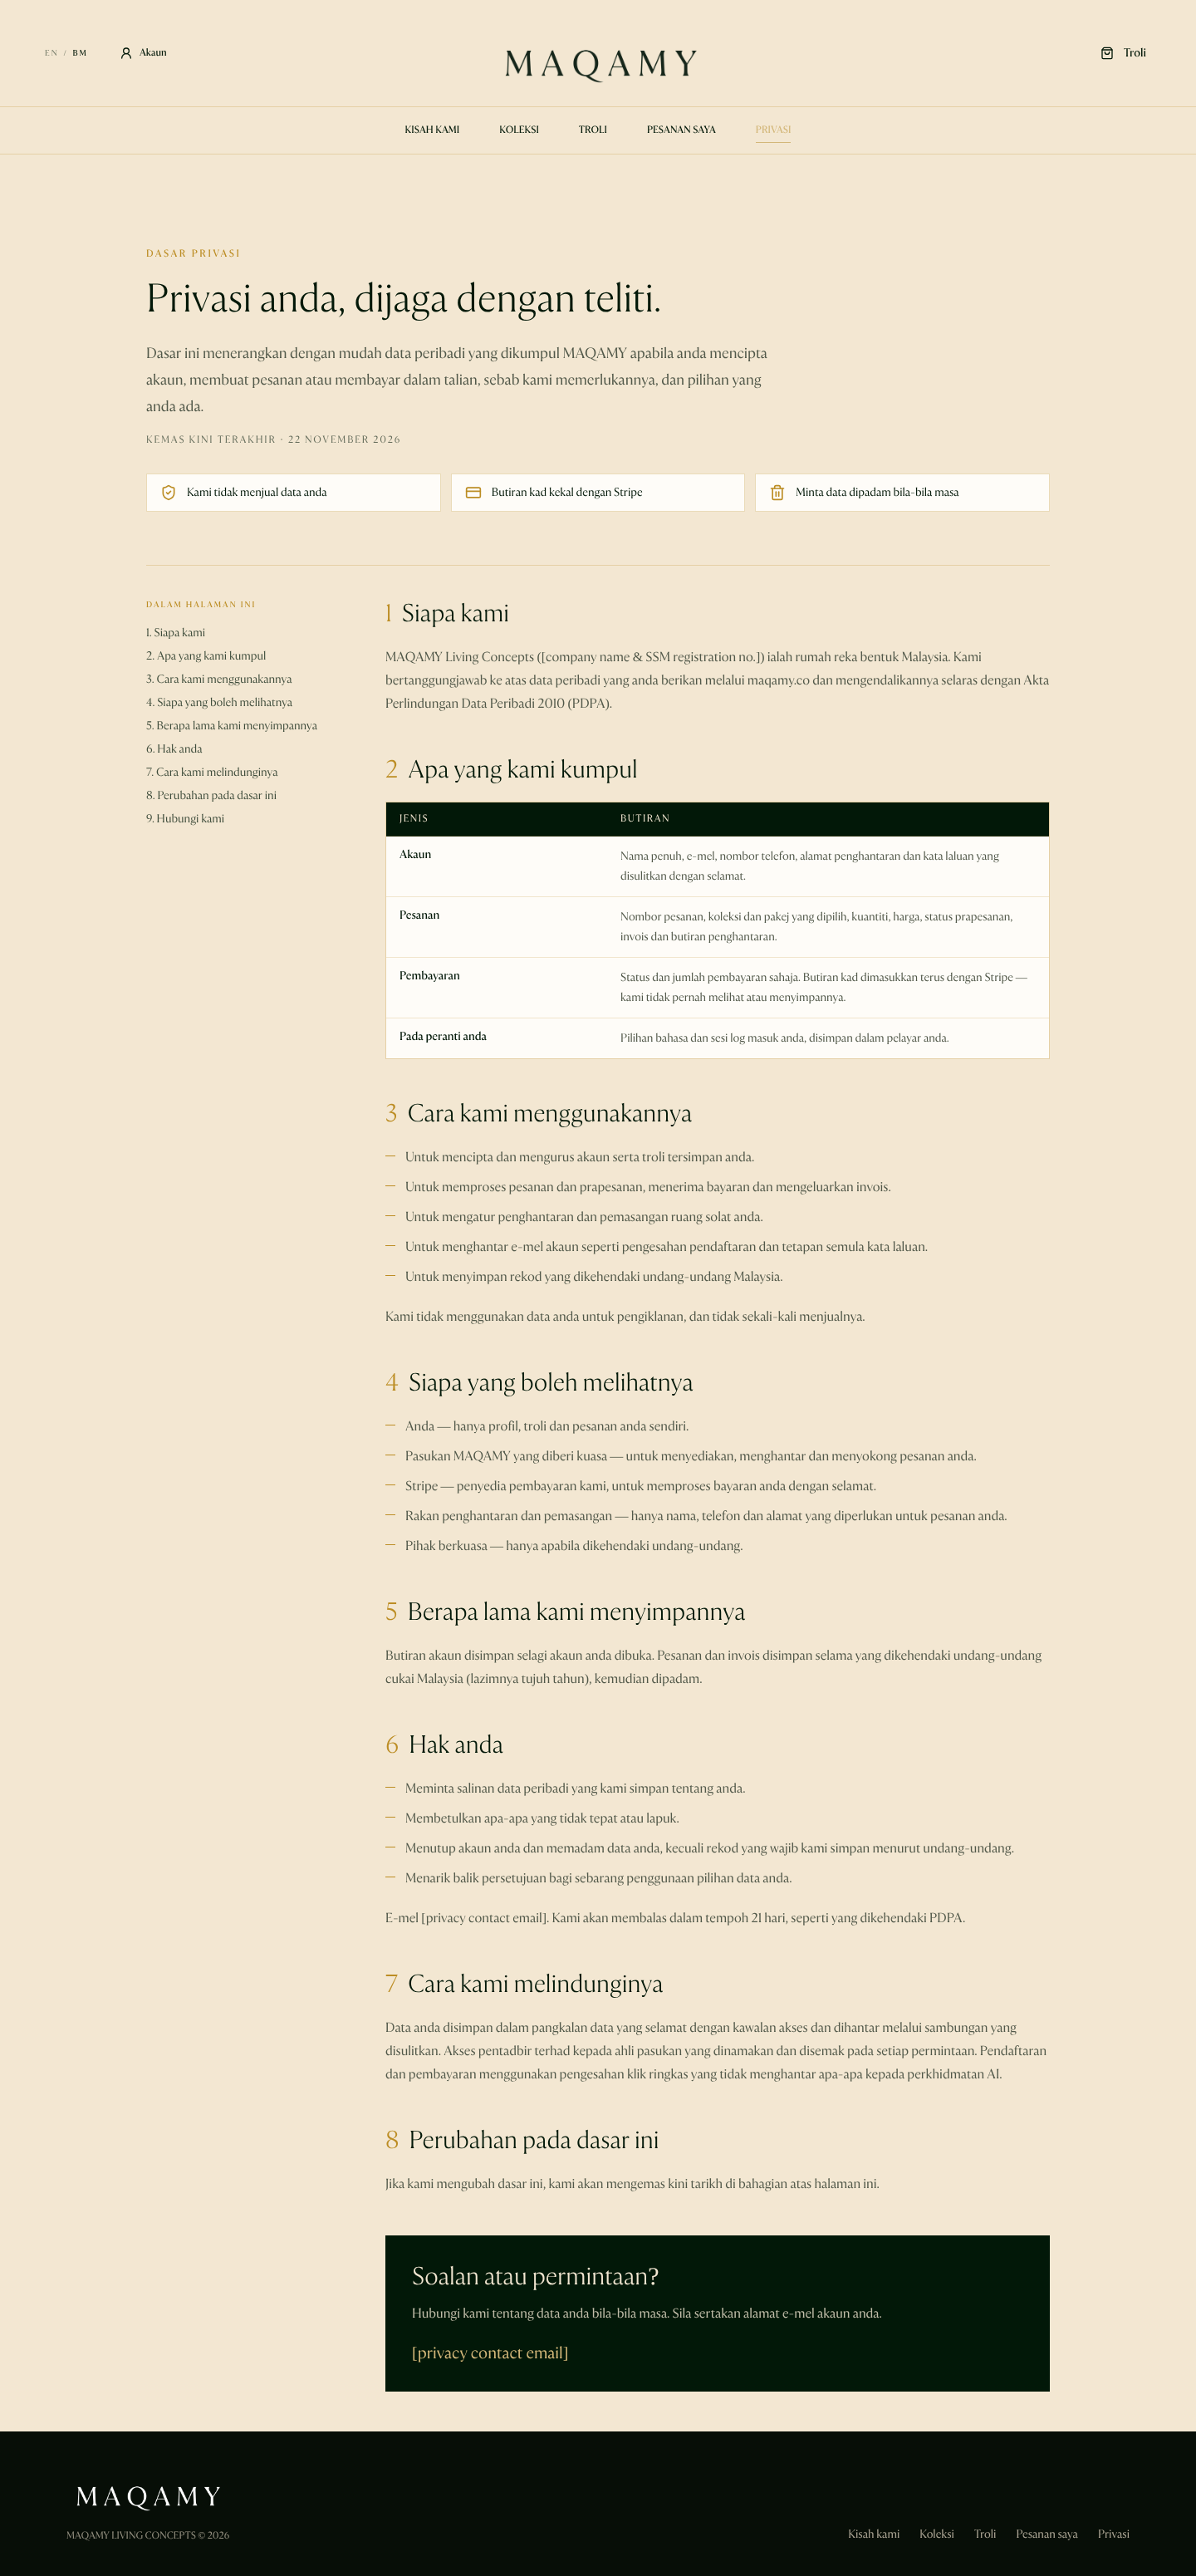 EN / BM
Akaun
MAQAMY
Troli
KISAH KAMI
KOLEKSI
TROLI
PESANAN SAYA
PRIVASI
DASAR PRIVASI
Privasi anda, dijaga dengan teliti.
Dasar ini menerangkan dengan mudah data peribadi yang dikumpul MAQAMY apabila anda mencipta
akaun, membuat pesanan atau membayar dalam talian, sebab kami memerlukannya, dan pilihan yang
anda ada.
KEMAS KINI TERAKHIR · 22 NOVEMBER 2026
Kami tidak menjual data anda
Butiran kad kekal dengan Stripe
Minta data dipadam bila-bila masa
DALAM HALAMAN INI
1. Siapa kami
2. Apa yang kami kumpul
3. Cara kami menggunakannya
4. Siapa yang boleh melihatnya
5. Berapa lama kami menyimpannya
6. Hak anda
7. Cara kami melindunginya
8. Perubahan pada dasar ini
9. Hubungi kami
1 Siapa kami
MAQAMY Living Concepts ([company name & SSM registration no.]) ialah rumah reka bentuk Malaysia. Kami
bertanggungjawab ke atas data peribadi yang anda berikan melalui maqamy.co dan mengendalikannya selaras dengan Akta
Perlindungan Data Peribadi 2010 (PDPA).
2 Apa yang kami kumpul
JENIS
BUTIRAN
Akaun
Nama penuh, e-mel, nombor telefon, alamat penghantaran dan kata laluan yang
disulitkan dengan selamat.
Pesanan
Nombor pesanan, koleksi dan pakej yang dipilih, kuantiti, harga, status prapesanan,
invois dan butiran penghantaran.
Pembayaran
Status dan jumlah pembayaran sahaja. Butiran kad dimasukkan terus dengan Stripe —
kami tidak pernah melihat atau menyimpannya.
Pada peranti anda
Pilihan bahasa dan sesi log masuk anda, disimpan dalam pelayar anda.
3 Cara kami menggunakannya
— Untuk mencipta dan mengurus akaun serta troli tersimpan anda.
— Untuk memproses pesanan dan prapesanan, menerima bayaran dan mengeluarkan invois.
— Untuk mengatur penghantaran dan pemasangan ruang solat anda.
— Untuk menghantar e-mel akaun seperti pengesahan pendaftaran dan tetapan semula kata laluan.
— Untuk menyimpan rekod yang dikehendaki undang-undang Malaysia.
Kami tidak menggunakan data anda untuk pengiklanan, dan tidak sekali-kali menjualnya.
4 Siapa yang boleh melihatnya
— Anda — hanya profil, troli dan pesanan anda sendiri.
— Pasukan MAQAMY yang diberi kuasa — untuk menyediakan, menghantar dan menyokong pesanan anda.
— Stripe — penyedia pembayaran kami, untuk memproses bayaran anda dengan selamat.
— Rakan penghantaran dan pemasangan — hanya nama, telefon dan alamat yang diperlukan untuk pesanan anda.
— Pihak berkuasa — hanya apabila dikehendaki undang-undang.
5 Berapa lama kami menyimpannya
Butiran akaun disimpan selagi akaun anda dibuka. Pesanan dan invois disimpan selama yang dikehendaki undang-undang
cukai Malaysia (lazimnya tujuh tahun), kemudian dipadam.
6 Hak anda
— Meminta salinan data peribadi yang kami simpan tentang anda.
— Membetulkan apa-apa yang tidak tepat atau lapuk.
— Menutup akaun anda dan memadam data anda, kecuali rekod yang wajib kami simpan menurut undang-undang.
— Menarik balik persetujuan bagi sebarang penggunaan pilihan data anda.
E-mel [privacy contact email]. Kami akan membalas dalam tempoh 21 hari, seperti yang dikehendaki PDPA.
7 Cara kami melindunginya
Data anda disimpan dalam pangkalan data yang selamat dengan kawalan akses dan dihantar melalui sambungan yang
disulitkan. Akses pentadbir terhad kepada ahli pasukan yang dinamakan dan disemak pada setiap permintaan. Pendaftaran
dan pembayaran menggunakan pengesahan klik ringkas yang tidak menghantar apa-apa kepada perkhidmatan AI.
8 Perubahan pada dasar ini
Jika kami mengubah dasar ini, kami akan mengemas kini tarikh di bahagian atas halaman ini.
Soalan atau permintaan?
Hubungi kami tentang data anda bila-bila masa. Sila sertakan alamat e-mel akaun anda.
[privacy contact email]
MAQAMY
MAQAMY LIVING CONCEPTS © 2026
Kisah kami
Koleksi
Troli
Pesanan saya
Privasi